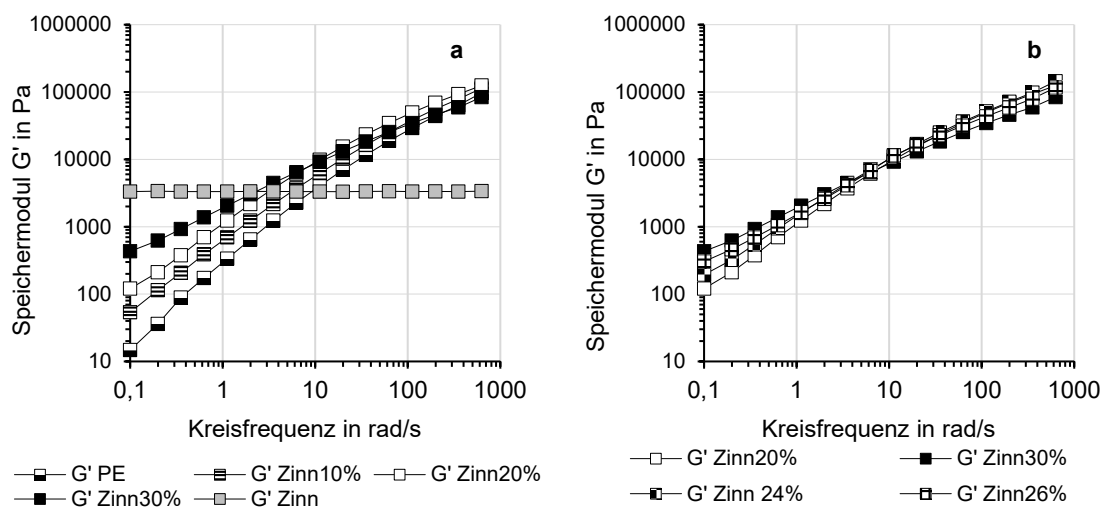 a
Speichermodul G' in Pa
1000000
100000
10000
1000
100
10
0,1 1 10 100 1000
Kreisfrequenz in rad/s
G' PE G' Zinn10% G' Zinn20%
G' Zinn30% G' Zinn
b
Speichermodul G' in Pa
1000000
100000
10000
1000
100
10
0,1 1 10 100 1000
Kreisfrequenz in rad/s
G' Zinn20% G' Zinn30%
G' Zinn 24% G' Zinn26%